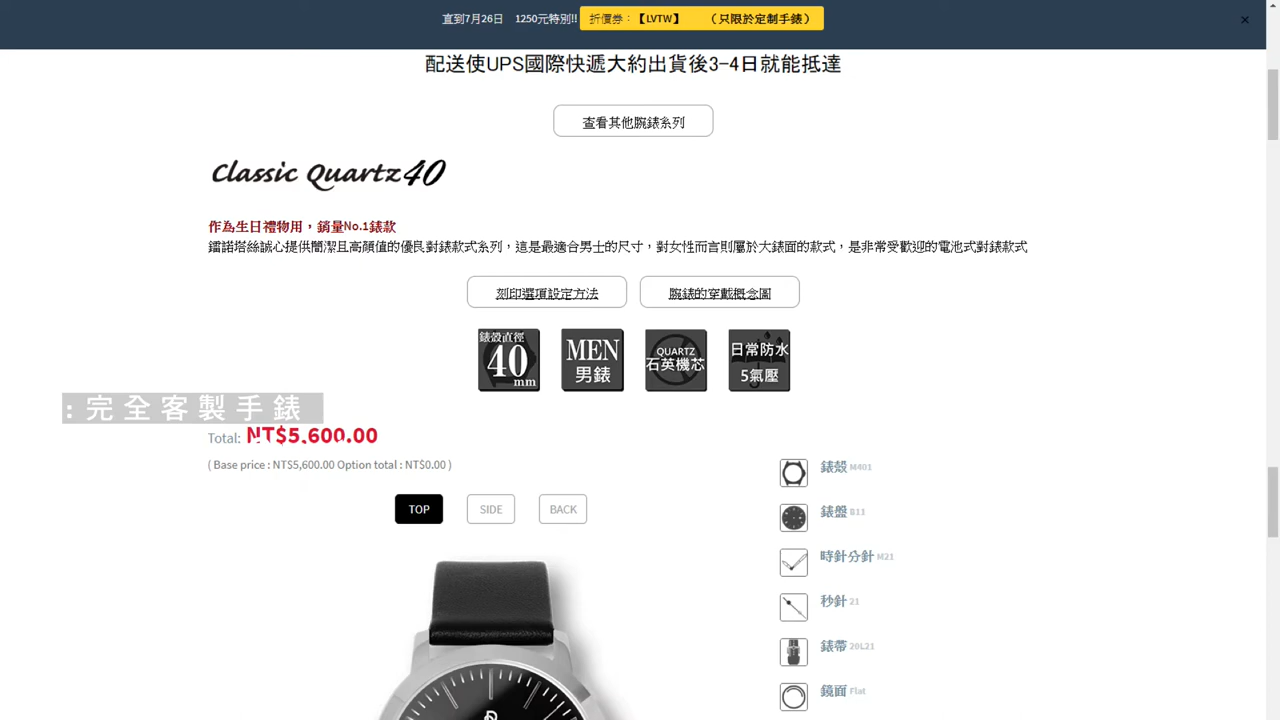 直到7月26日 1250元特別!! 折價券：【LVTW】 （只限於定制手錶）
×
配送使UPS國際快遞大約出貨後3-4日就能抵達
查看其他腕錶系列
Classic Quartz40
作為生日禮物用，銷量No.1錶款
鐳諾塔絲誠心提供簡潔且高顏值的優良對錶款式系列，這是最適合男士的尺寸，對女性而言則屬於大錶面的款式，是非常受歡迎的電池式對錶款式
刻印選項設定方法 腕錶的穿戴概念圖
錶殼直徑 40 mm
MEN 男錶
QUARTZ 石英機芯
日常防水 5氣壓
：完全客製手錶
Total: NT$5,600.00
( Base price : NT$5,600.00 Option total : NT$0.00 )
TOP SIDE BACK
錶殼 M401
錶盤 B11
時針分針 M21
秒針 21
錶帶 20L21
鏡面 Flat